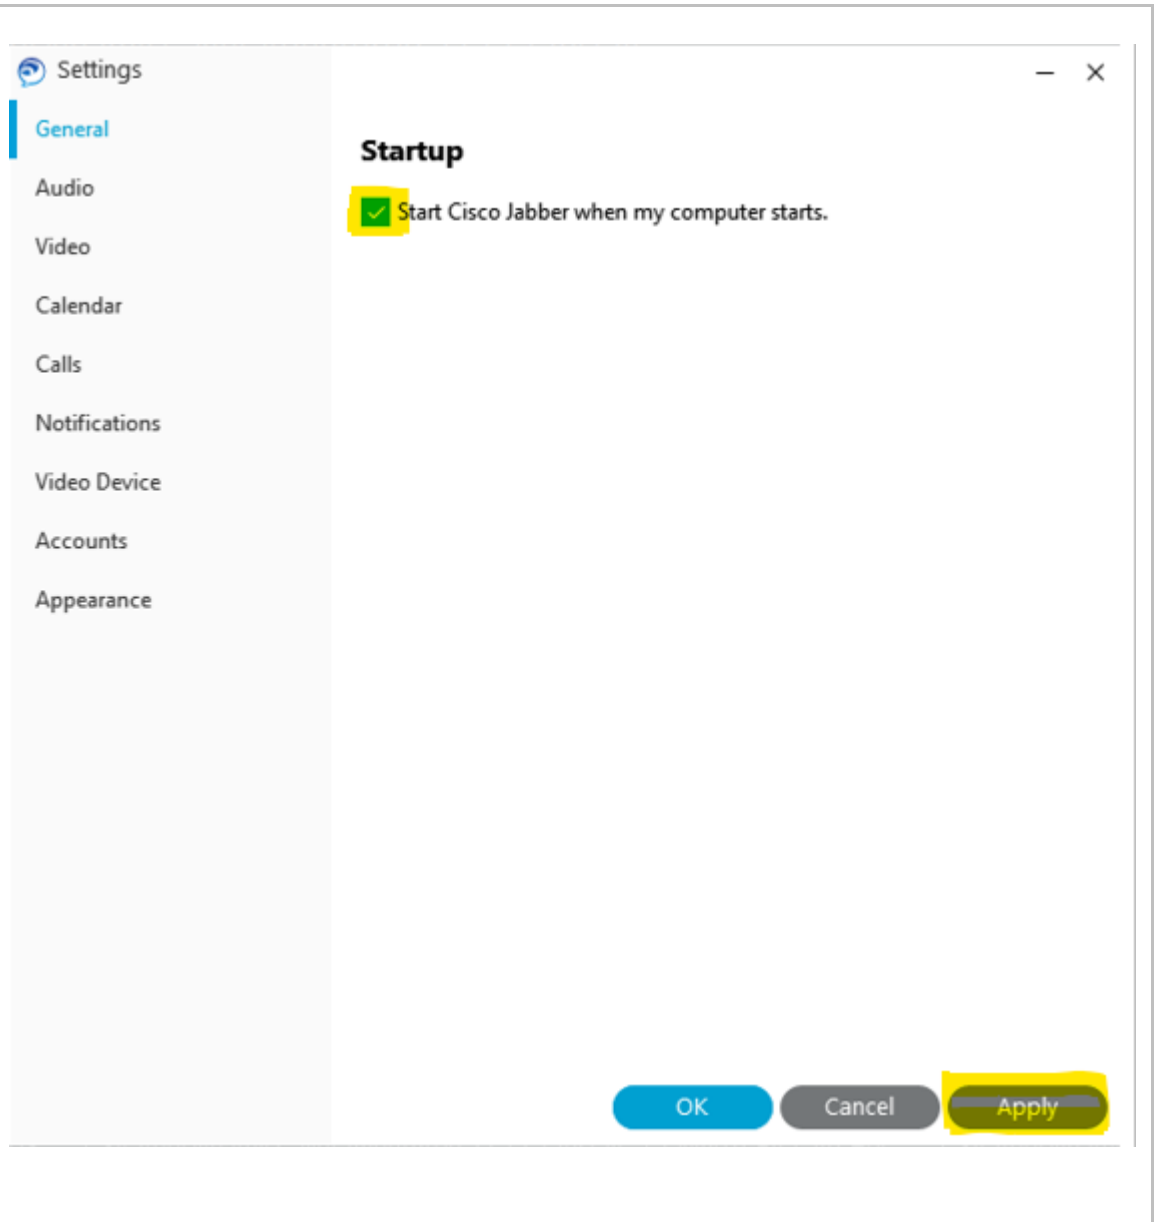 Settings
General
Audio
Video
Calendar
Calls
Notifications
Video Device
Accounts
Appearance
Startup
Start Cisco Jabber when my computer starts.
OK
Cancel
Apply